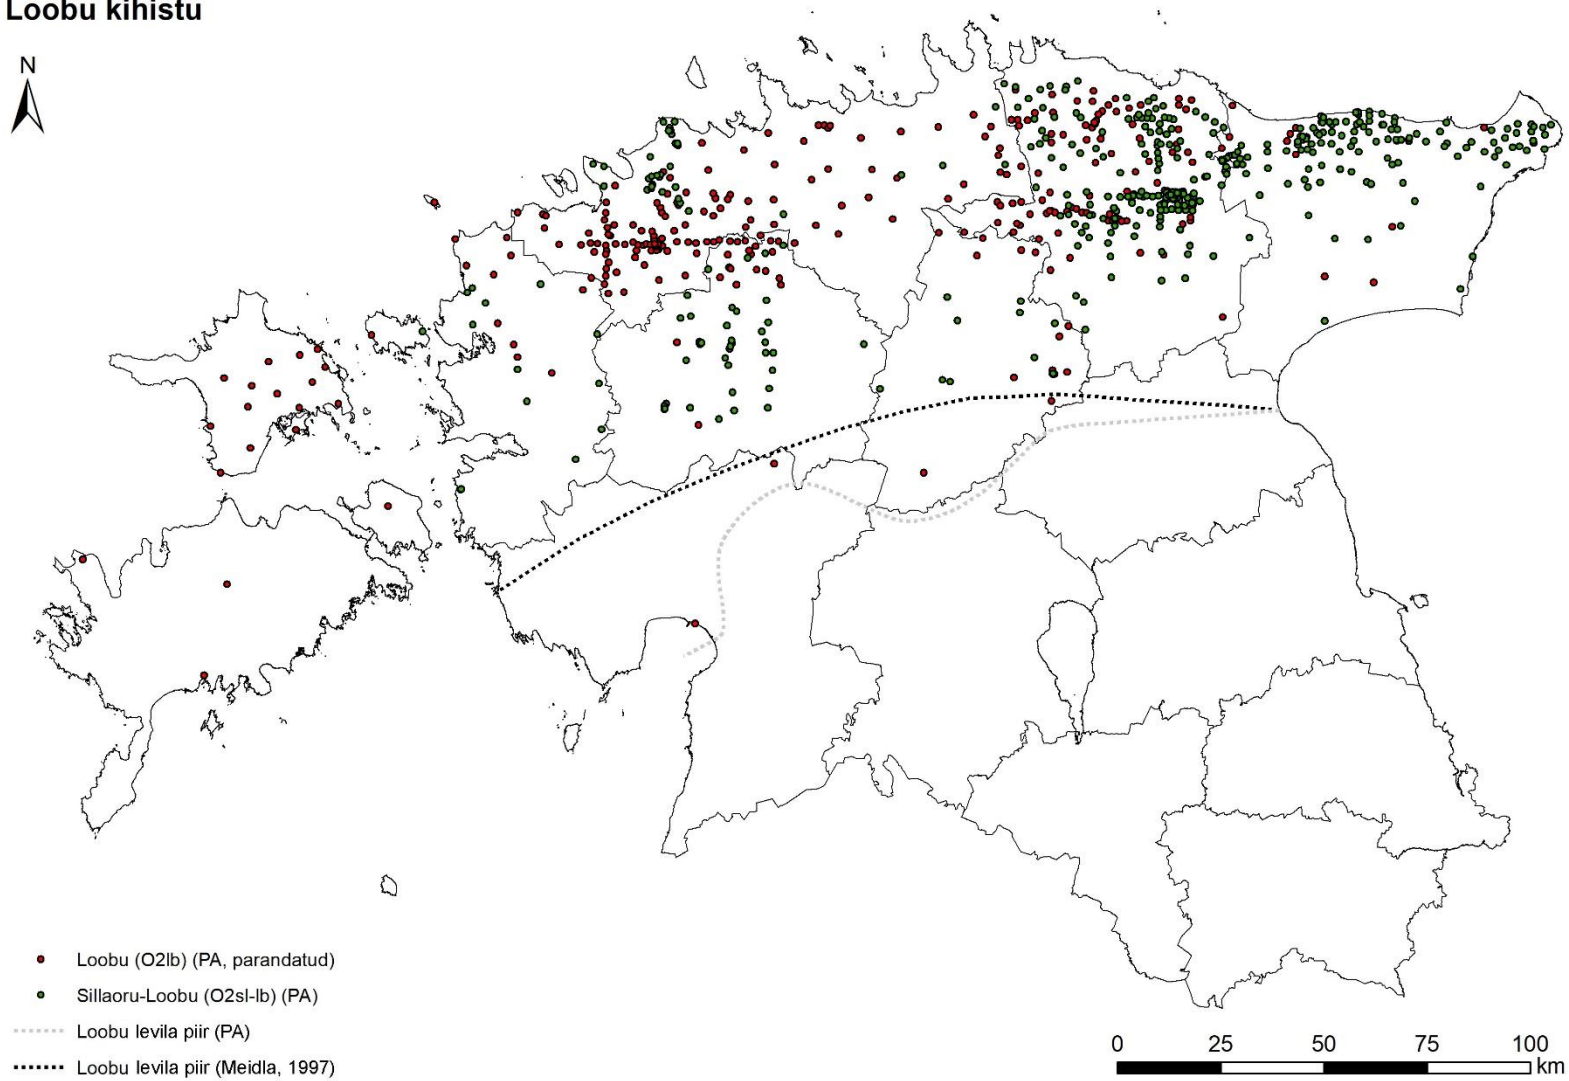 Loobu kihistu
N
Loobu (O2lb) (PA, parandatud)
Sillaoru-Loobu (O2sl-lb) (PA)
Loobu levila piir (PA)
Loobu levila piir (Meidla, 1997)
0 25 50 75 100
km